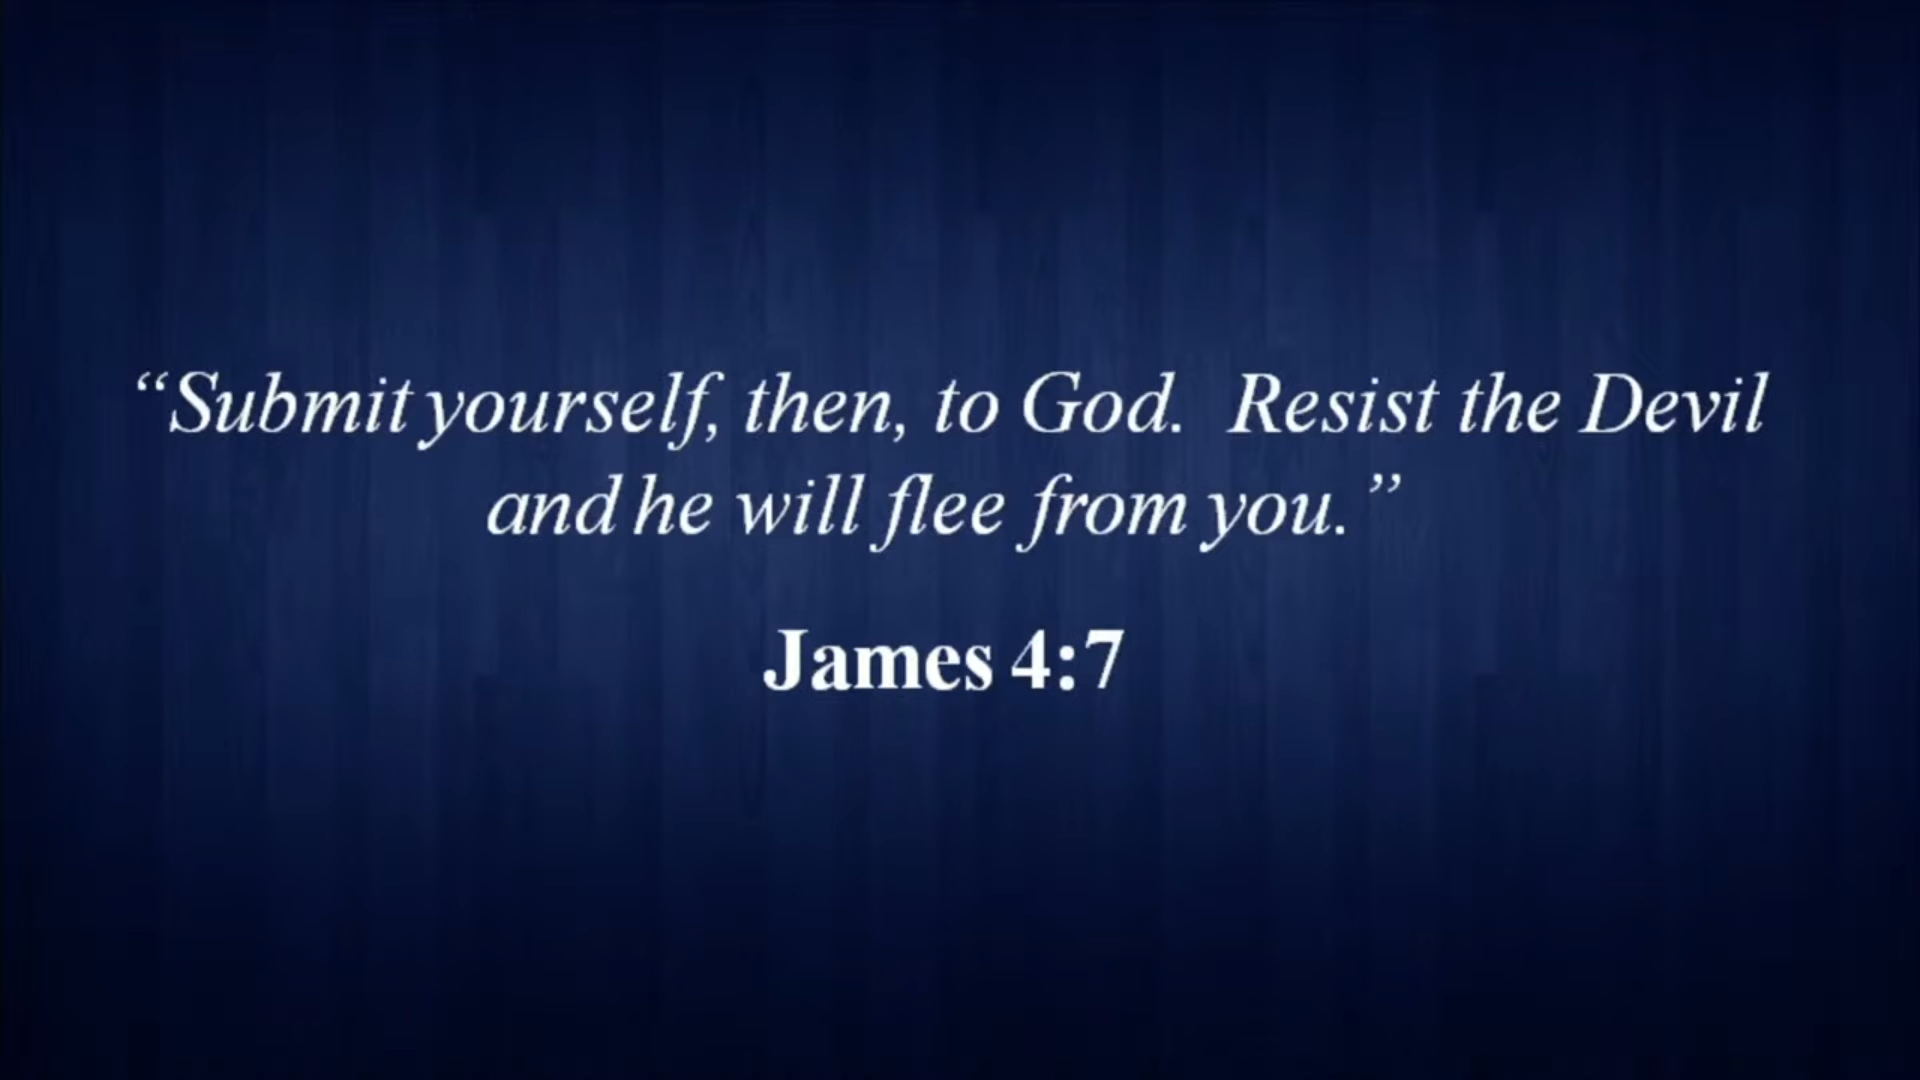 “Submit yourself, then, to God. Resist the Devil
and he will flee from you.”
James 4:7